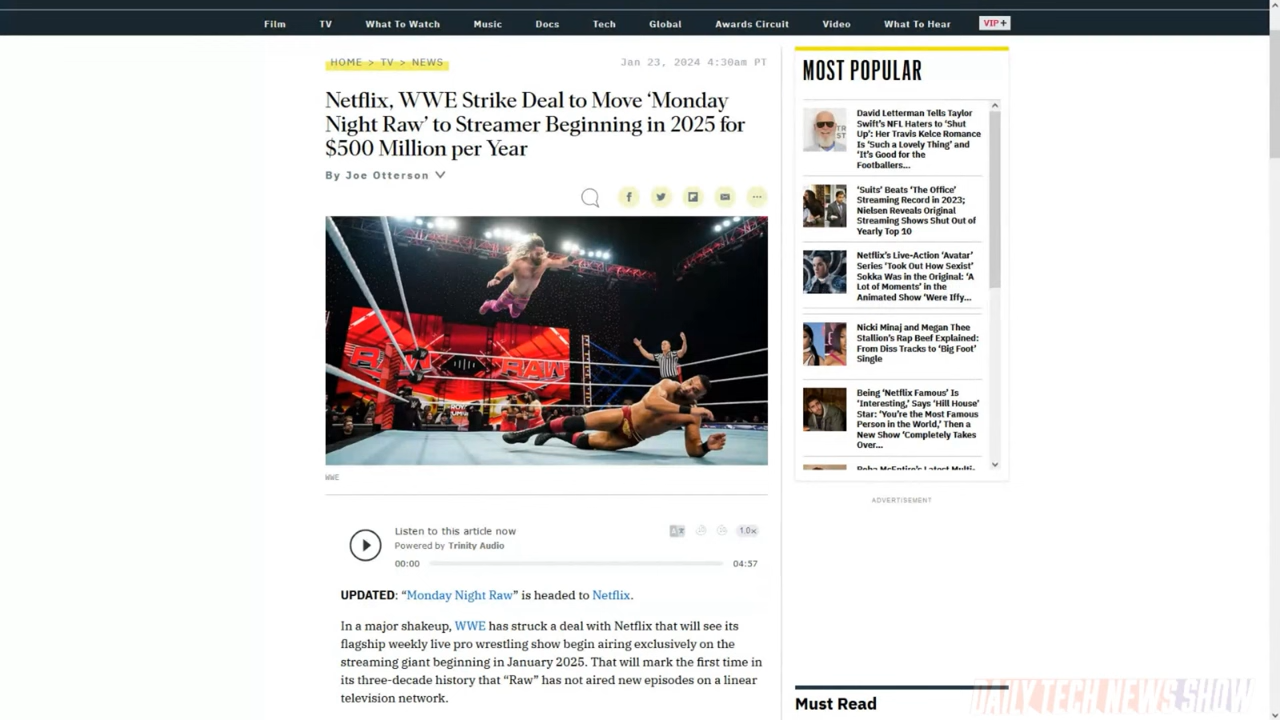 Film TV What To Watch Music Docs Tech Global Awards Circuit Video What To Hear VIP+
HOME > TV > NEWS
Jan 23, 2024 4:30am PT
Netflix, WWE Strike Deal to Move ‘Monday
Night Raw’ to Streamer Beginning in 2025 for
$500 Million per Year
By Joe Otterson
RAW
WWE
Listen to this article now
Powered by Trinity Audio
1.0x
00:00
04:57
UPDATED: “Monday Night Raw” is headed to Netflix.
In a major shakeup, WWE has struck a deal with Netflix that will see its
flagship weekly live pro wrestling show begin airing exclusively on the
streaming giant beginning in January 2025. That will mark the first time in
its three-decade history that “Raw” has not aired new episodes on a linear
television network.
MOST POPULAR
David Letterman Tells Taylor
Swift’s NFL Haters to ‘Shut
Up’: Her Travis Kelce Romance
Is ‘Such a Lovely Thing’ and
‘It’s Good for the
Footballers...
‘Suits’ Beats ‘The Office’
Streaming Record in 2023;
Nielsen Reveals Original
Streaming Shows Shut Out of
Yearly Top 10
Netflix’s Live-Action ‘Avatar’
Series ‘Took Out How Sexist’
Sokka Was in the Original: ‘A
Lot of Moments’ in the
Animated Show ‘Were Iffy...
Nicki Minaj and Megan Thee
Stallion’s Rap Beef Explained:
From Diss Tracks to ‘Big Foot’
Single
Being ‘Netflix Famous’ Is
‘Interesting,’ Says ‘Hill House’
Star: ‘You’re the Most Famous
Person in the World,’ Then a
New Show ‘Completely Takes
Over...
Reba McEntire’s Latest Multi-
ADVERTISEMENT
Must Read
DAILY TECH NEWS SHOW